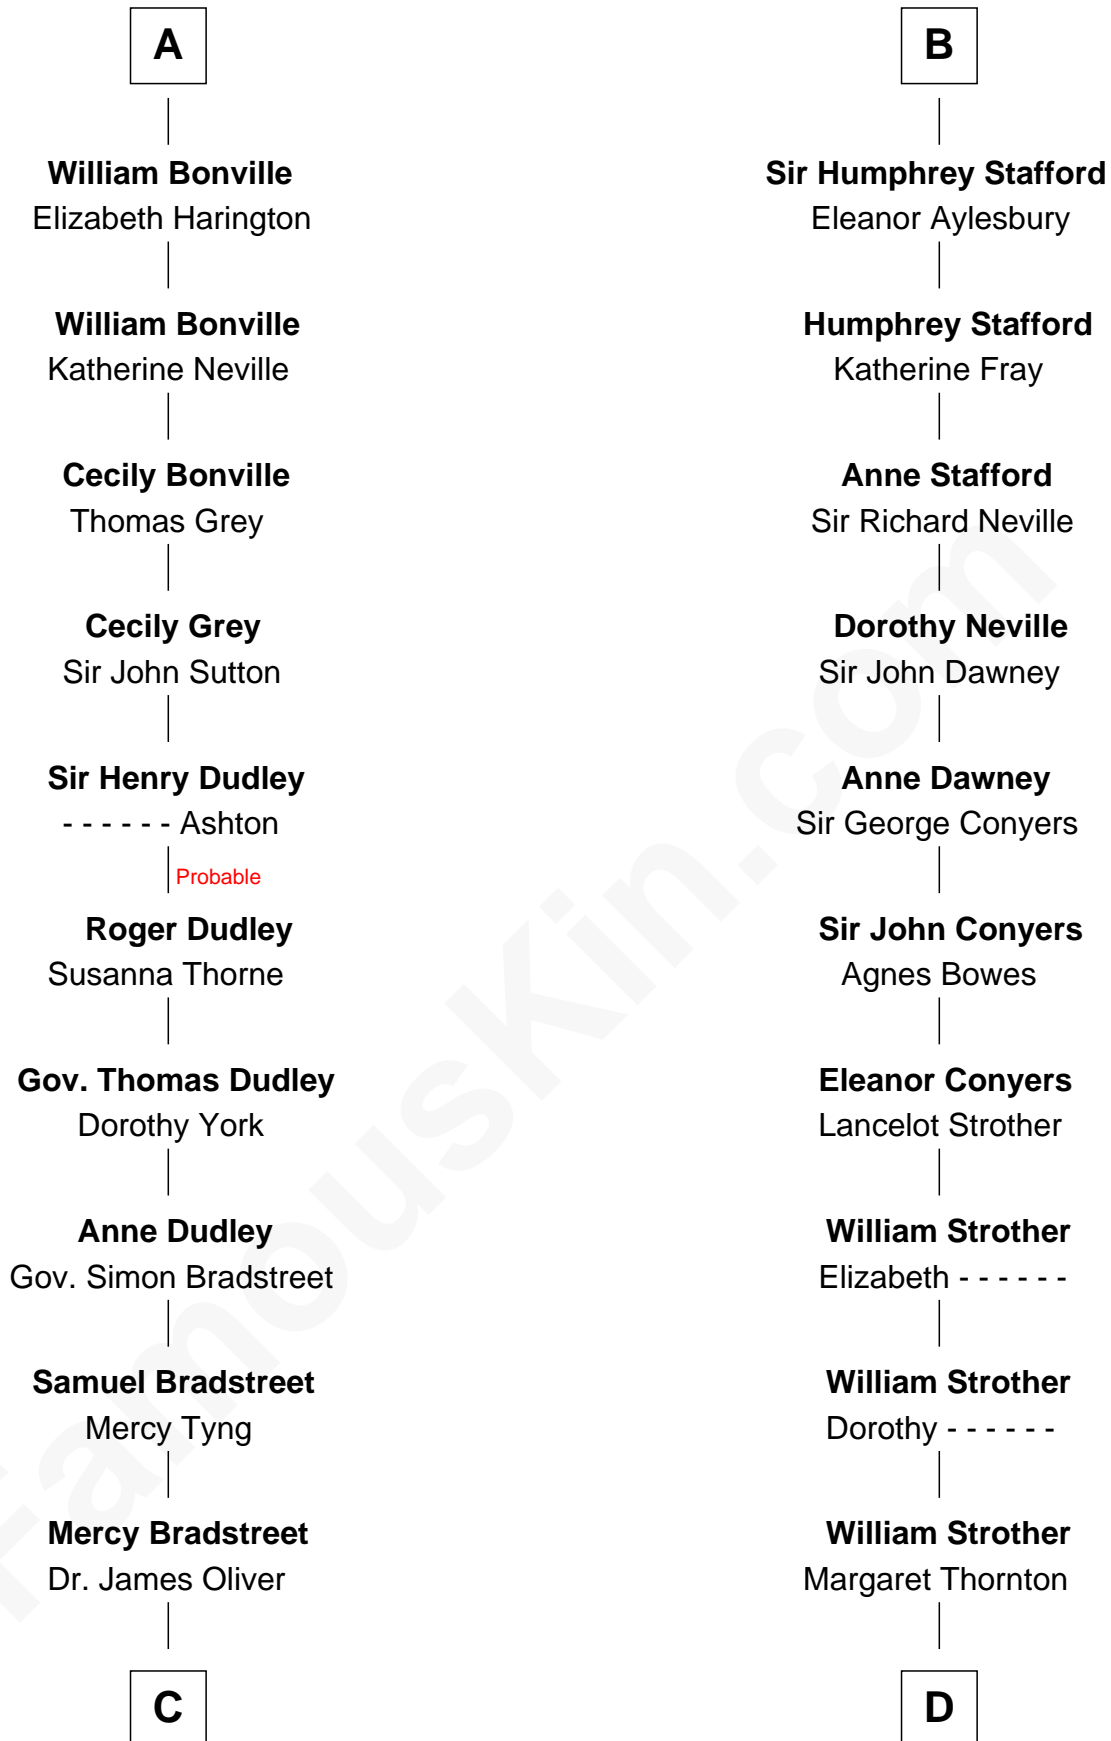 A
William Bonville
Elizabeth Harington
William Bonville
Katherine Neville
Cecily Bonville
Thomas Grey
Cecily Grey
Sir John Sutton
Sir Henry Dudley
- - - - - - Ashton
Probable
Roger Dudley
Susanna Thorne
Gov. Thomas Dudley
Dorothy York
Anne Dudley
Gov. Simon Bradstreet
Samuel Bradstreet
Mercy Tyng
Mercy Bradstreet
Dr. James Oliver
C
B
Sir Humphrey Stafford
Eleanor Aylesbury
Humphrey Stafford
Katherine Fray
Anne Stafford
Sir Richard Neville
Dorothy Neville
Sir John Dawney
Anne Dawney
Sir George Conyers
Sir John Conyers
Agnes Bowes
Eleanor Conyers
Lancelot Strother
William Strother
Elizabeth - - - - - -
William Strother
Dorothy - - - - - -
William Strother
Margaret Thornton
D
FamousKin.com